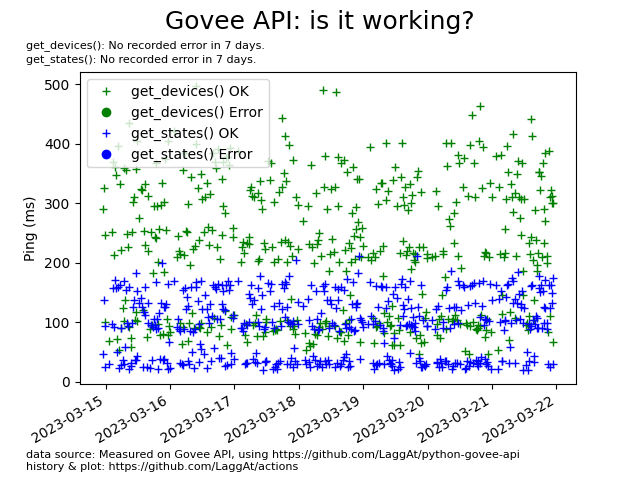 Govee API: is it working?
get_devices(): No recorded error in 7 days.
get_states(): No recorded error in 7 days.
get_devices() OK
get_devices() Error
get_states() OK
get_states() Error
Ping (ms)
500
400
300
200
100
0
2023-03-15
2023-03-16
2023-03-17
2023-03-18
2023-03-19
2023-03-20
2023-03-21
2023-03-22
data source: Measured on Govee API, using https://github.com/LaggAt/python-govee-api
history & plot: https://github.com/LaggAt/actions